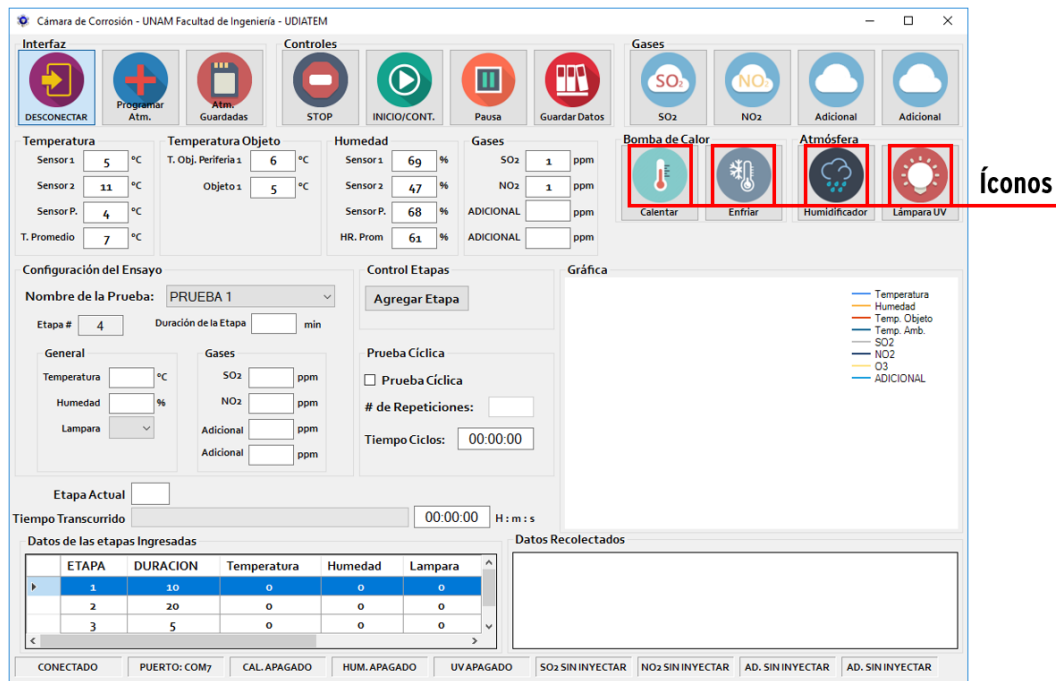 Cámara de Corrosión - UNAM Facultad de Ingeniería - UDIATEM
Interfaz
Controles
Gases
SO2
NO2
DESCONECTAR
Programar Atm.
Atm. Guardadas
STOP
INICIO/CONT.
Pausa
Guardar Datos
SO2
NO2
Adicional
Adicional
Temperatura
Sensor 1 5 °C
Sensor 2 11 °C
Sensor P. 4 °C
T. Promedio 7 °C
Temperatura Objeto
T. Obj. Periferia 1 6 °C
Objeto 1 5 °C
Humedad
Sensor 1 69 %
Sensor 2 47 %
Sensor P. 68 %
HR. Prom 61 %
Gases
SO2 1 ppm
NO2 1 ppm
ADICIONAL ppm
ADICIONAL ppm
Bomba de Calor
Calentar
Enfriar
Atmósfera
Humidificador
Lámpara UV
Íconos
Configuración del Ensayo
Nombre de la Prueba: PRUEBA 1
Etapa # 4 Duración de la Etapa min
General
Temperatura °C
Humedad %
Lampara
Gases
SO2 ppm
NO2 ppm
Adicional ppm
Adicional ppm
Control Etapas
Agregar Etapa
Prueba Cíclica
Prueba Cíclica
# de Repeticiones:
Tiempo Ciclos: 00:00:00
Gráfica
Temperatura
Humedad
Temp. Objeto
Temp. Amb.
SO2
NO2
O3
ADICIONAL
Etapa Actual
Tiempo Transcurrido 00:00:00 H : m : s
Datos de las etapas Ingresadas
ETAPA DURACION Temperatura Humedad Lampara
1 10 0 0 0
2 20 0 0 0
3 5 0 0 0
Datos Recolectados
CONECTADO PUERTO: COM7 CAL. APAGADO HUM. APAGADO UV APAGADO SO2 SIN INYECTAR NO2 SIN INYECTAR AD. SIN INYECTAR AD. SIN INYECTAR